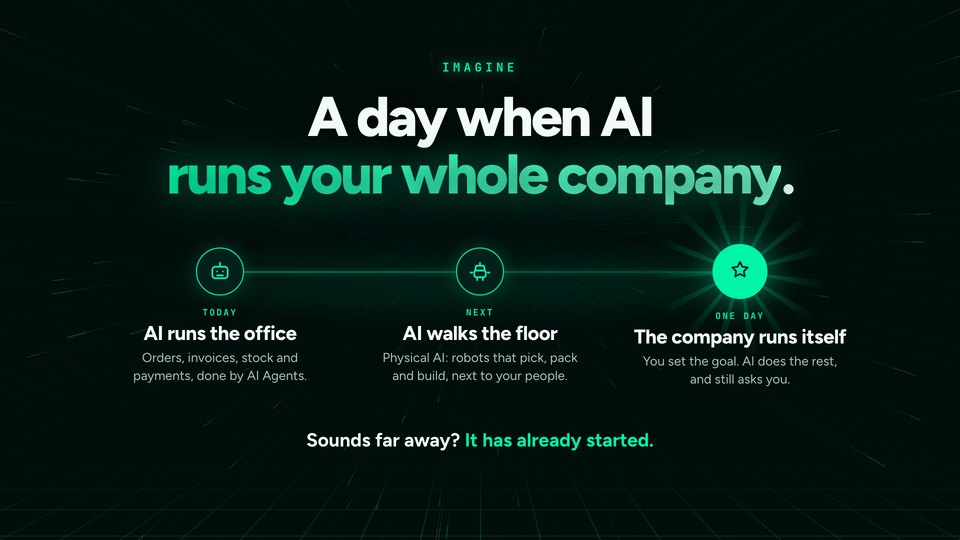 IMAGINE
A day when AI
runs your whole company.
TODAY
AI runs the office
Orders, invoices, stock and
payments, done by AI Agents.
NEXT
AI walks the floor
Physical AI: robots that pick, pack
and build, next to your people.
ONE DAY
The company runs itself
You set the goal. AI does the rest,
and still asks you.
Sounds far away? It has already started.